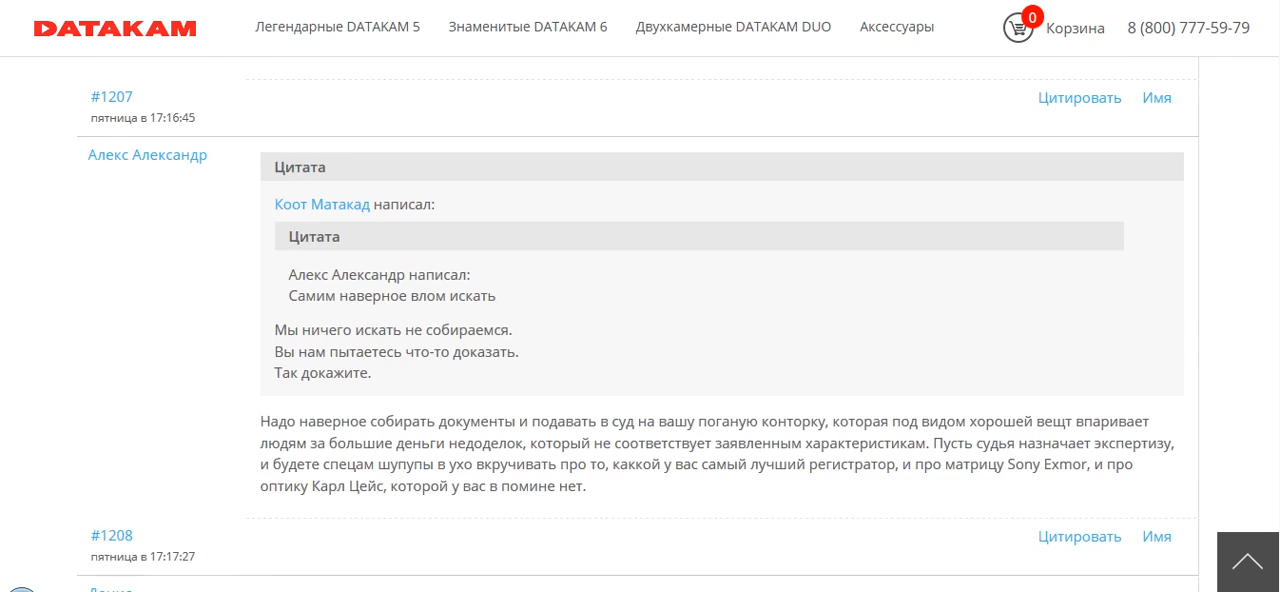 DATAKAM
Легендарные DATAKAM 5
Знаменитые DATAKAM 6
Двухкамерные DATAKAM DUO
Аксессуары
0
Корзина
8 (800) 777-59-79
#1207
Цитировать
Имя
пятница в 17:16:45
Алекс Александр
Цитата
Коот Матакад написал:
Цитата
Алекс Александр написал:
Самим наверное влом искать
Мы ничего искать не собираемся.
Вы нам пытаетесь что-то доказать.
Так докажите.
Надо наверное собирать документы и подавать в суд на вашу поганую конторку, которая под видом хорошей вещт впаривает
людям за большие деньги недоделок, который не соответствует заявленным характеристикам. Пусть судья назначает экспертизу,
и будете спецам шупупы в ухо вкручивать про то, каккой у вас самый лучший регистратор, и про матрицу Sony Exmor, и про
оптику Карл Цейс, которой у вас в помине нет.
#1208
Цитировать
Имя
пятница в 17:17:27